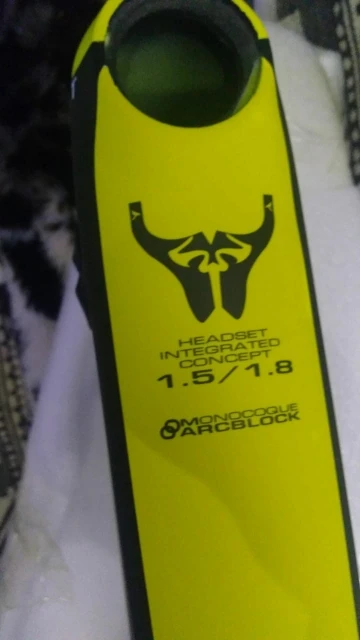 HEADSET
INTEGRATED
CONCEPT
1.5/1.8
MONOCOQUE
ARCBLOCK